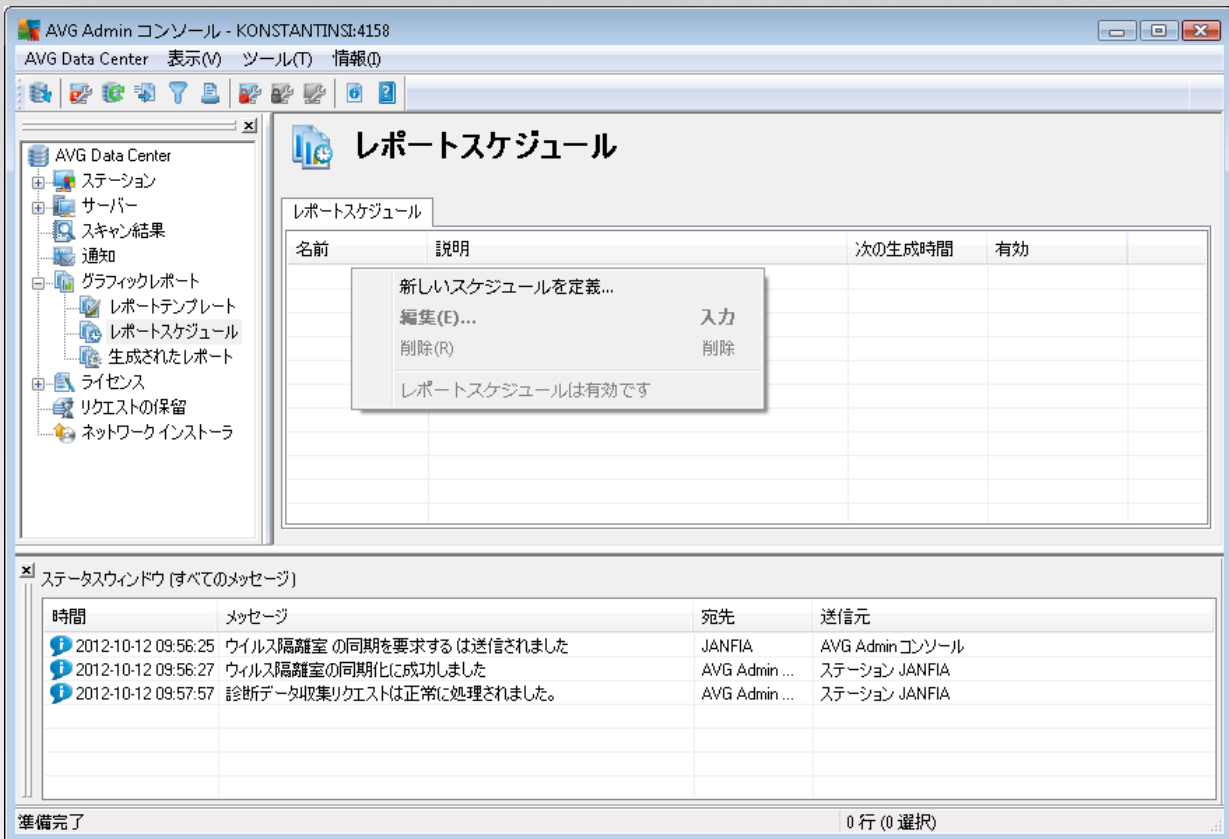 AVG Admin コンソール - KONSTANTINSI:4158
AVG Data Center 表示(V) ツール(T) 情報(I)
AVG Data Center
ステーション
サーバー
スキャン結果
通知
グラフィックレポート
レポートテンプレート
レポートスケジュール
生成されたレポート
ライセンス
リクエストの保留
ネットワークインストーラ
レポートスケジュール
レポートスケジュール
名前 説明 次の生成時間 有効
新しいスケジュールを定義...
編集(E)... 入力
削除(R) 削除
レポートスケジュールは有効です
ステータスウィンドウ (すべてのメッセージ)
時間 メッセージ 宛先 送信元
2012-10-12 09:56:25 ウイルス隔離室 の同期を要求する は送信されました JANFIA AVG Admin コンソール
2012-10-12 09:56:27 ウィルス隔離室の同期化に成功しました AVG Admin ... ステーション JANFIA
2012-10-12 09:57:57 診断データ収集リクエストは正常に処理されました。 AVG Admin ... ステーション JANFIA
準備完了 0 行 (0 選択)